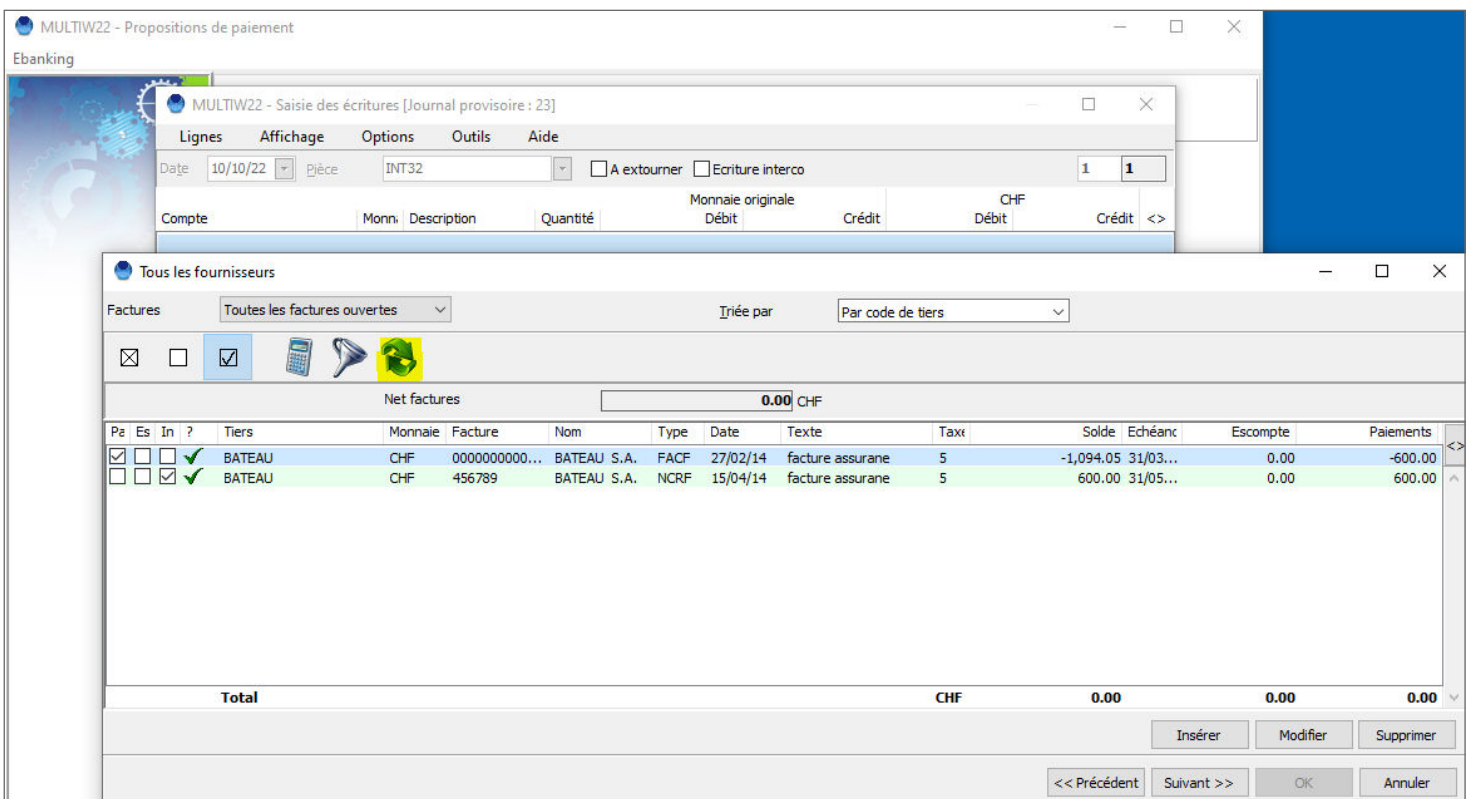 MULTIW22 - Propositions de paiement
Ebanking
MULTIW22 - Saisie des écritures [Journal provisoire : 23]
Lignes Affichage Options Outils Aide
Date 10/10/22 Pièce INT32 A extourner Ecriture interco 1 1
Monnaie originale CHF
Compte Monn. Description Quantité Débit Crédit Débit Crédit <>
Tous les fournisseurs
Factures Toutes les factures ouvertes Triée par Par code de tiers
Net factures 0.00 CHF
Pa Es In ? Tiers Monnaie Facture Nom Type Date Texte Taxe Solde Echéanc Escompte Paiements <>
BATEAU CHF 0000000000... BATEAU S.A. FACF 27/02/14 facture assurane 5 -1,094.05 31/03... 0.00 -600.00
BATEAU CHF 456789 BATEAU S.A. NCRF 15/04/14 facture assurane 5 600.00 31/05... 0.00 600.00
Total CHF 0.00 0.00 0.00
Insérer Modifier Supprimer
<< Précédent Suivant >> OK Annuler